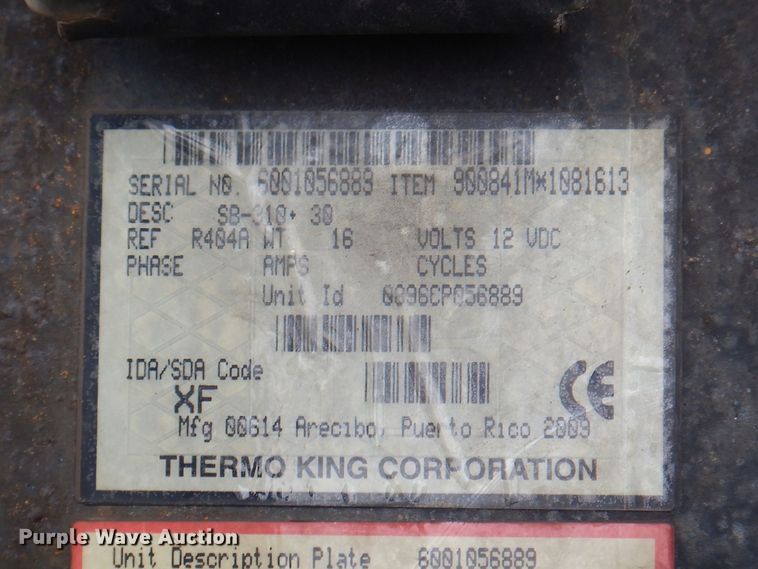 SERIAL NO. 6001056889 ITEM 900841M*1081613
DESC SB-310+ 30
REF R404A WT 16 VOLTS 12 VDC
PHASE AMPS CYCLES
Unit Id 0096CP056889
IDA/SDA Code
XF
CE
Mfg 00614 Arecibo, Puerto Rico 2009
THERMO KING CORPORATION
Purple Wave Auction
Unit Description Plate 6001056889